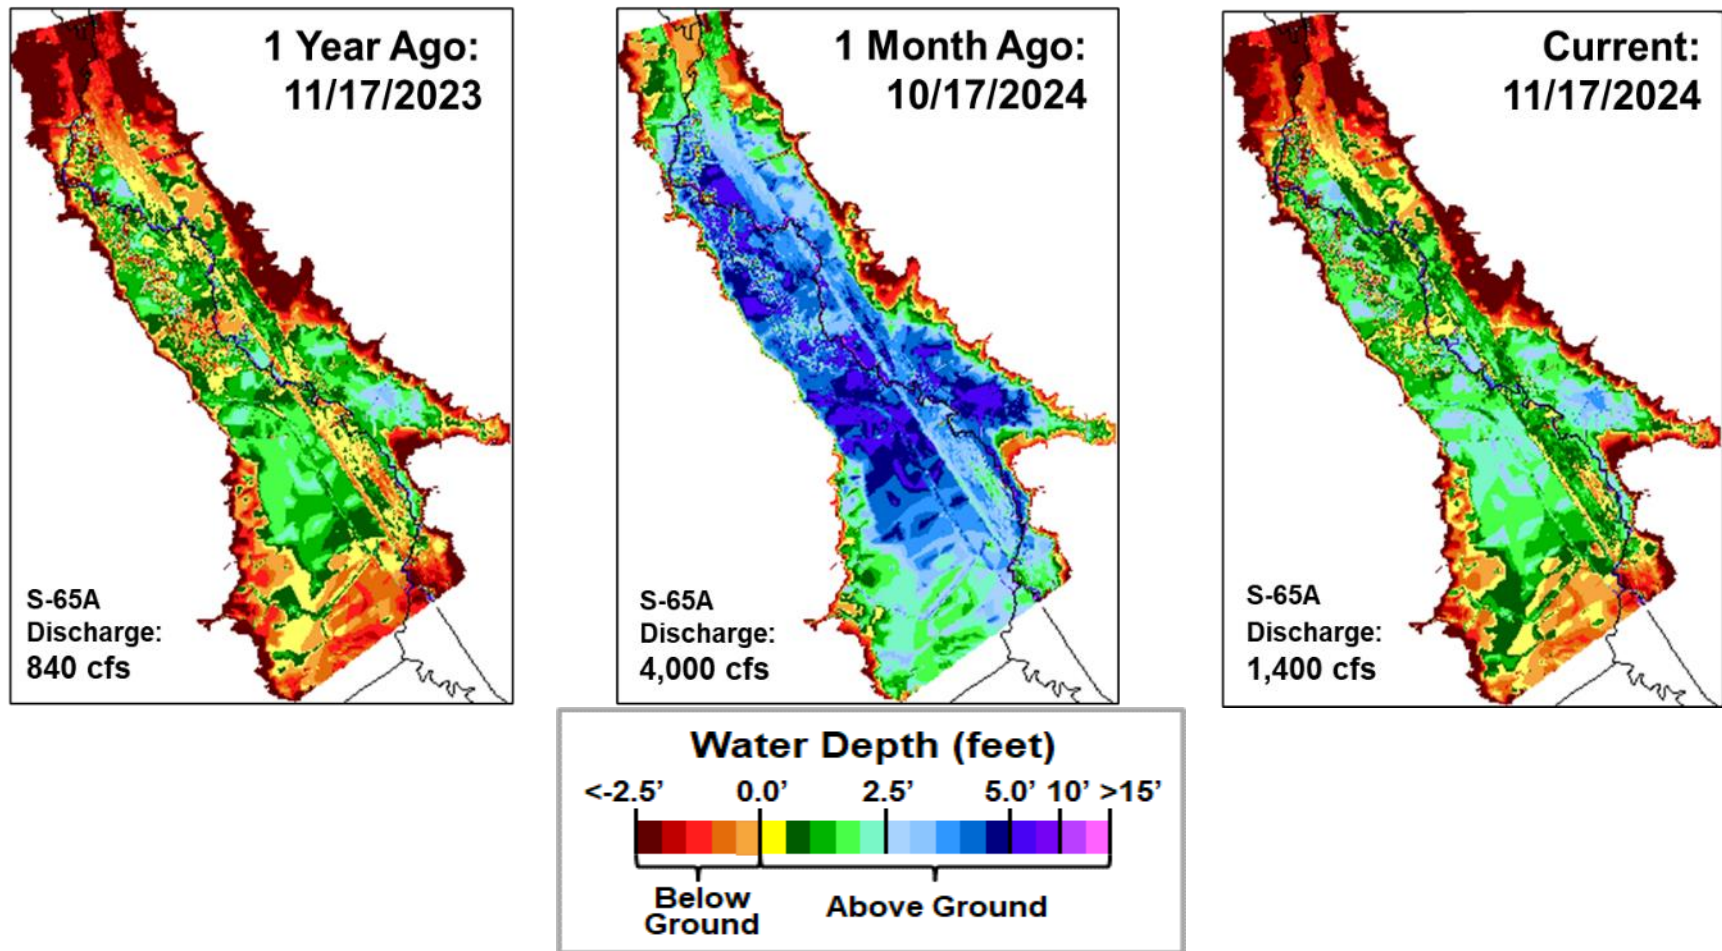 1 Year Ago:
11/17/2023
S-65A
Discharge:
840 cfs
1 Month Ago:
10/17/2024
S-65A
Discharge:
4,000 cfs
Current:
11/17/2024
S-65A
Discharge:
1,400 cfs
Water Depth (feet)
<-2.5’ 0.0’ 2.5’ 5.0’ 10’ >15’
Below
Ground
Above Ground